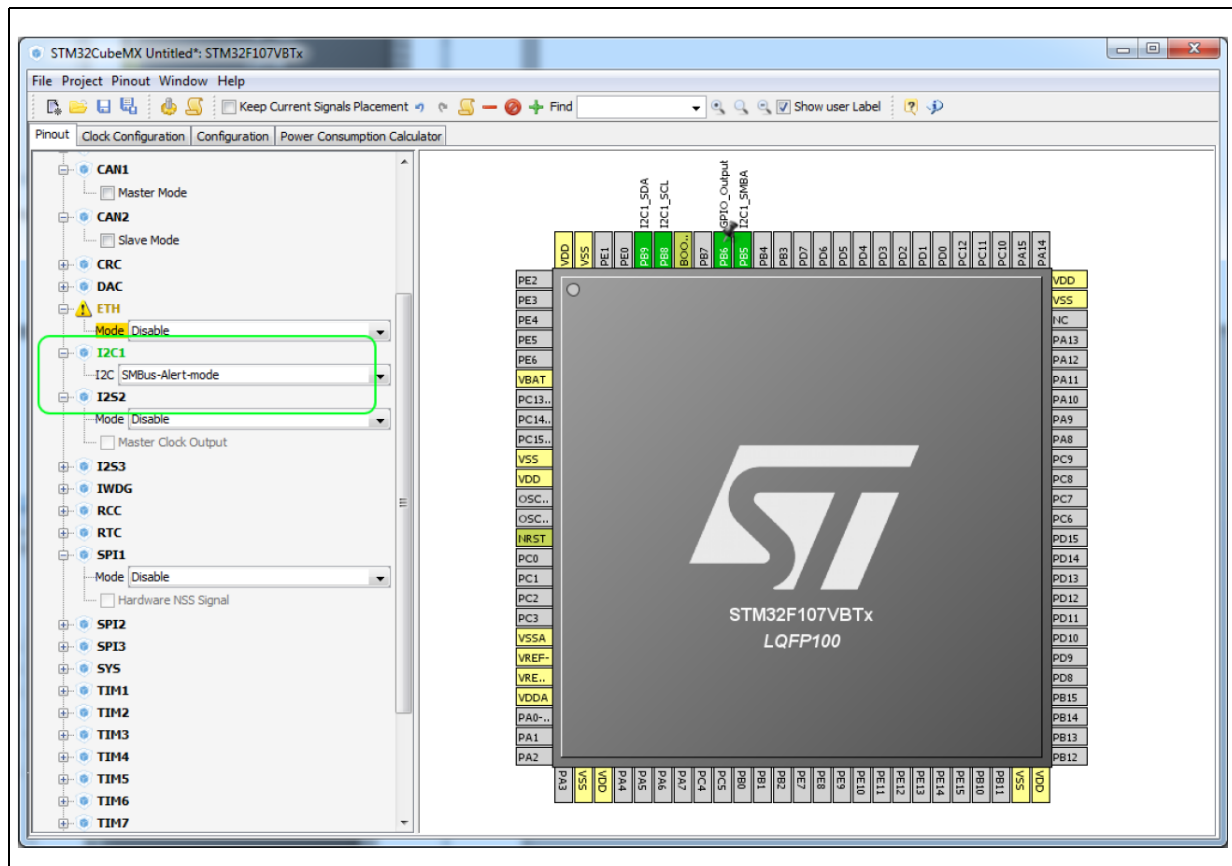 STM32CubeMX Untitled*: STM32F107VBTx
File Project Pinout Window Help
Keep Current Signals Placement Find Show user Label
Pinout Clock Configuration Configuration Power Consumption Calculator
CAN1
Master Mode
CAN2
Slave Mode
CRC
DAC
ETH
Mode Disable
I2C1
I2C SMBus-Alert-mode
I2S2
Mode Disable
Master Clock Output
I2S3
IWDG
RCC
RTC
SPI1
Mode Disable
Hardware NSS Signal
SPI2
SPI3
SYS
TIM1
TIM2
TIM3
TIM4
TIM5
TIM6
TIM7
I2C1_SDA
I2C1_SCL
GPIO_Output
I2C1_SMBA
VDD
VSS
PE1
PE0
PB9
PB8
BOO..
PB7
PB6
PB5
PB4
PB3
PD7
PD6
PD5
PD4
PD3
PD2
PD1
PD0
PC12
PC11
PC10
PA15
PA14
PE2
PE3
PE4
PE5
PE6
VBAT
PC13..
PC14..
PC15..
VSS
VDD
OSC..
OSC..
NRST
PC0
PC1
PC2
PC3
VSSA
VREF-
VRE..
VDDA
PA0-..
PA1
PA2
ST
STM32F107VBTx
LQFP100
VDD
VSS
NC
PA13
PA12
PA11
PA10
PA9
PA8
PC9
PC8
PC7
PC6
PD15
PD14
PD13
PD12
PD11
PD10
PD9
PD8
PB15
PB14
PB13
PB12
PA3
VSS
VDD
PA4
PA5
PA6
PA7
PC4
PC5
PB0
PB1
PB2
PE7
PE8
PE9
PE10
PE11
PE12
PE13
PE14
PE15
PB10
PB11
VSS
VDD